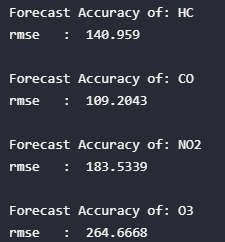 Forecast Accuracy of: HC
rmse   :  140.959
Forecast Accuracy of: CO
rmse   :  109.2043
Forecast Accuracy of: NO2
rmse   :  183.5339
Forecast Accuracy of: O3
rmse   :  264.6668